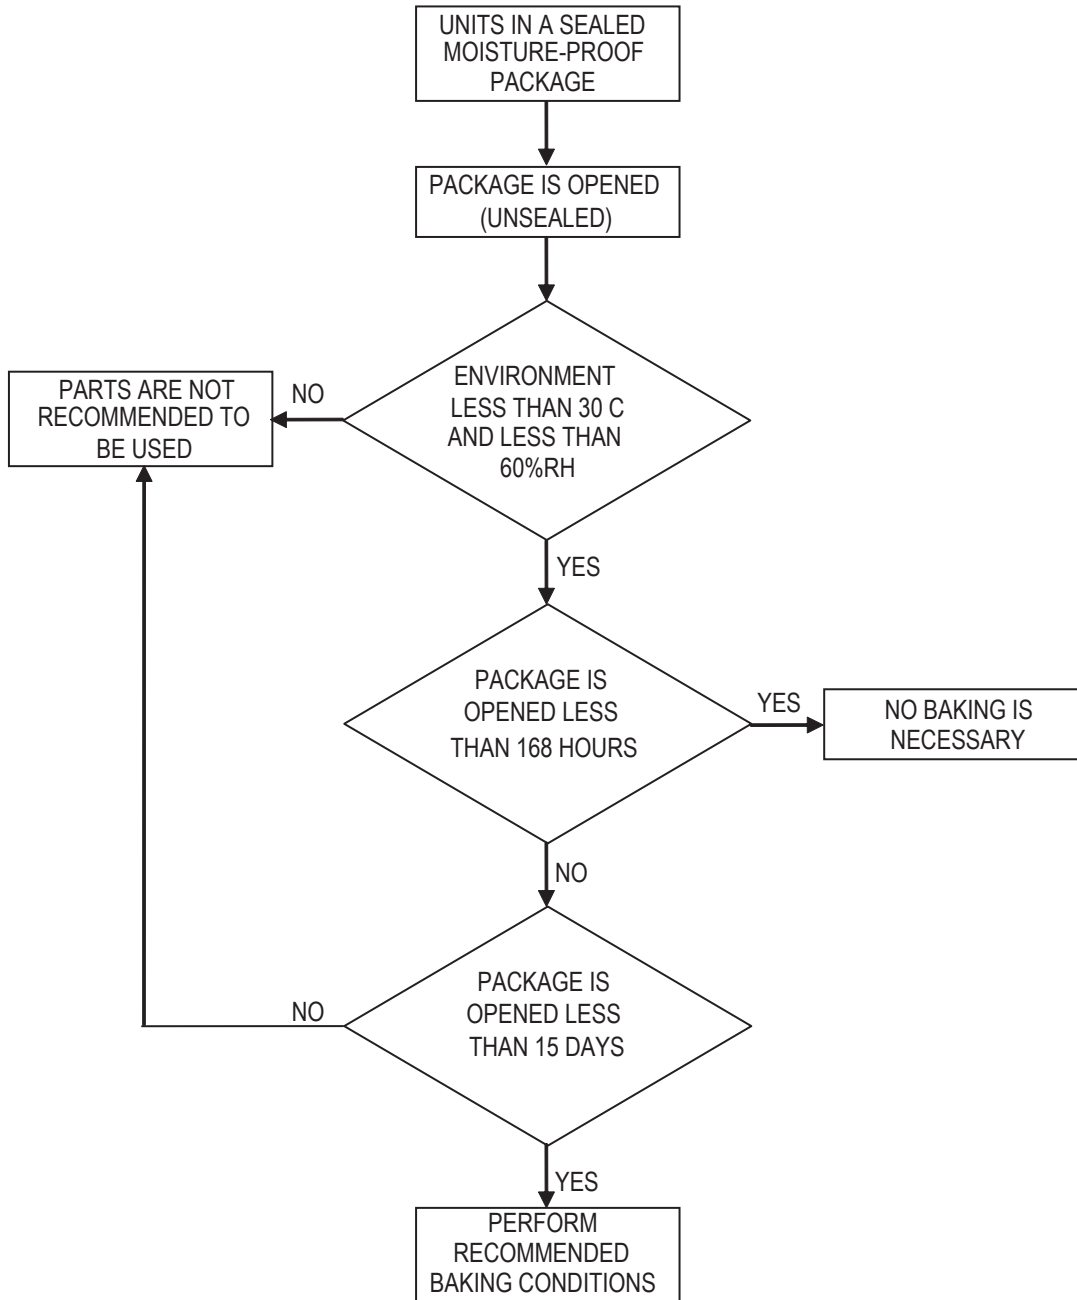 UNITS IN A SEALED
MOISTURE-PROOF
PACKAGE
PACKAGE IS OPENED
(UNSEALED)
ENVIRONMENT
LESS THAN 30 C
AND LESS THAN
60%RH
NO
PARTS ARE NOT
RECOMMENDED TO
BE USED
YES
PACKAGE IS
OPENED LESS
THAN 168 HOURS
YES
NO BAKING IS
NECESSARY
NO
PACKAGE IS
OPENED LESS
THAN 15 DAYS
NO
YES
PERFORM
RECOMMENDED
BAKING CONDITIONS